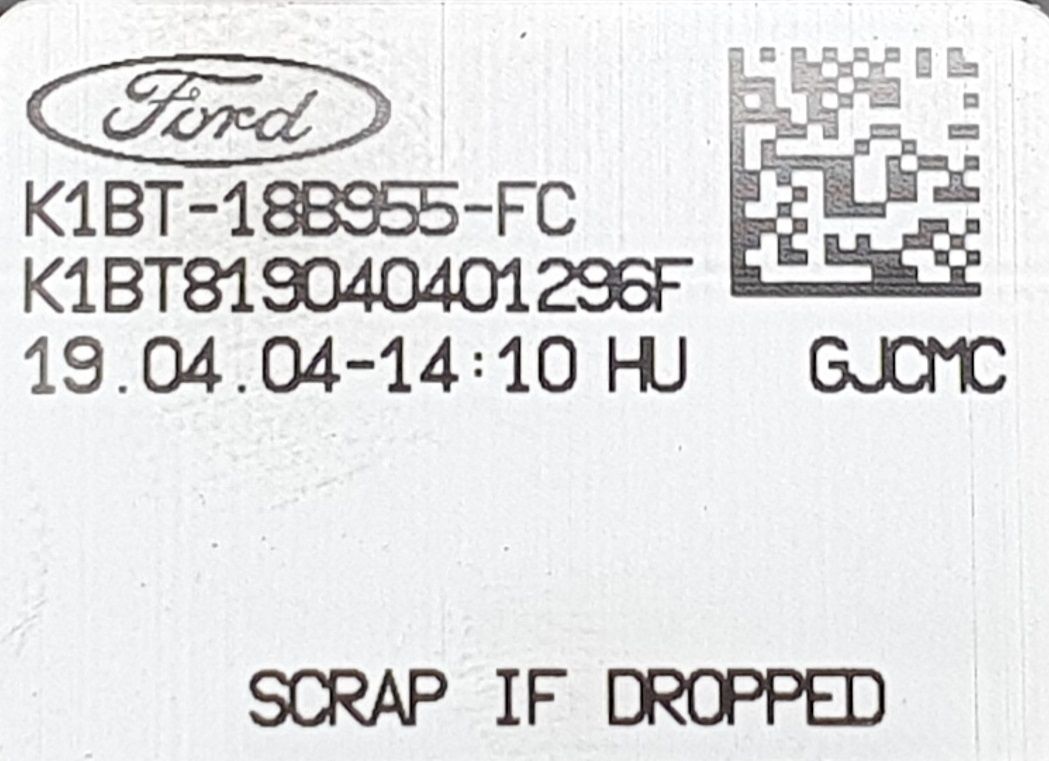 Ford
K1BT-18B955-FC
K1BT819040401296F
19.04.04-14:10 HU GJCMC
SCRAP IF DROPPED